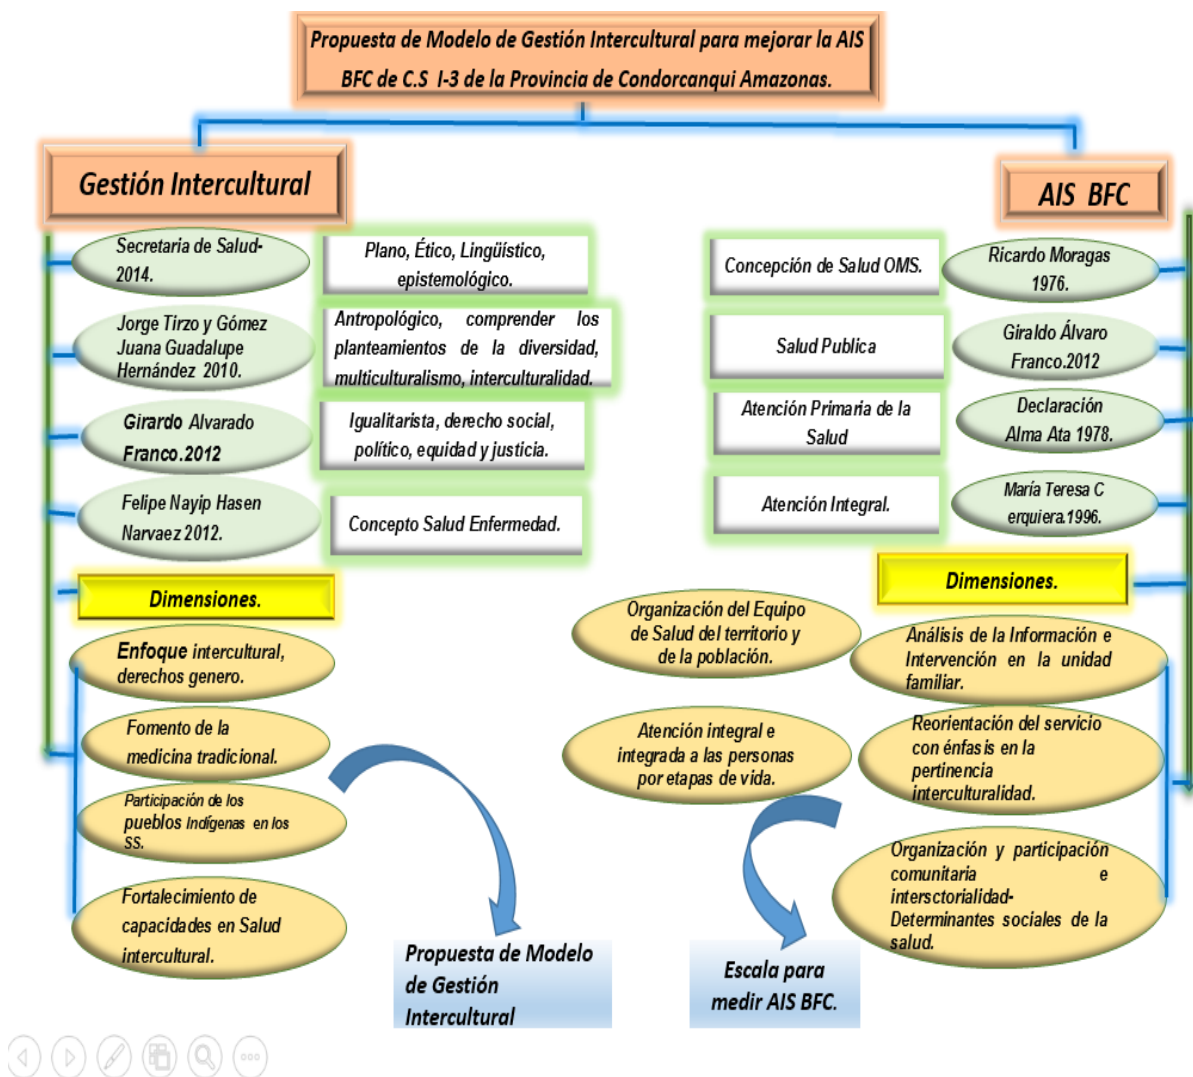 Propuesta de Modelo de Gestión Intercultural para mejorar la AIS
BFC de C.S I-3 de la Provincia de Condorcanqui Amazonas.
Gestión Intercultural
Secretaria de Salud-
2014.
Plano, Ético, Lingüístico,
epistemológico.
Jorge Tirzo y Gómez
Juana Guadalupe
Hernández 2010.
Antropológico, comprender los
planteamientos de la diversidad,
multiculturalismo, interculturalidad.
Girardo Alvarado
Franco.2012
Igualitarista, derecho social,
político, equidad y justicia.
Felipe Nayip Hasen
Narvaez 2012.
Concepto Salud Enfermedad.
Dimensiones.
Enfoque intercultural,
derechos genero.
Fomento de la
medicina tradicional.
Participación de los
pueblos Indígenas en los
SS.
Fortalecimiento de
capacidades en Salud
intercultural.
Propuesta de Modelo
de Gestión
Intercultural
AIS BFC
Concepción de Salud OMS.
Ricardo Moragas
1976.
Salud Publica
Giraldo Álvaro
Franco.2012
Atención Primaria de la
Salud
Declaración
Alma Ata 1978.
Atención Integral.
María Teresa C
erquiera.1996.
Dimensiones.
Organización del Equipo
de Salud del territorio y
de la población.
Análisis de la Información e
Intervención en la unidad
familiar.
Atención integral e
integrada a las personas
por etapas de vida.
Reorientación del servicio
con énfasis en la
pertinencia
interculturalidad.
Organización y participación
comunitaria e
intersctorialidad-
Determinantes sociales de la
salud.
Escala para
medir AIS BFC.